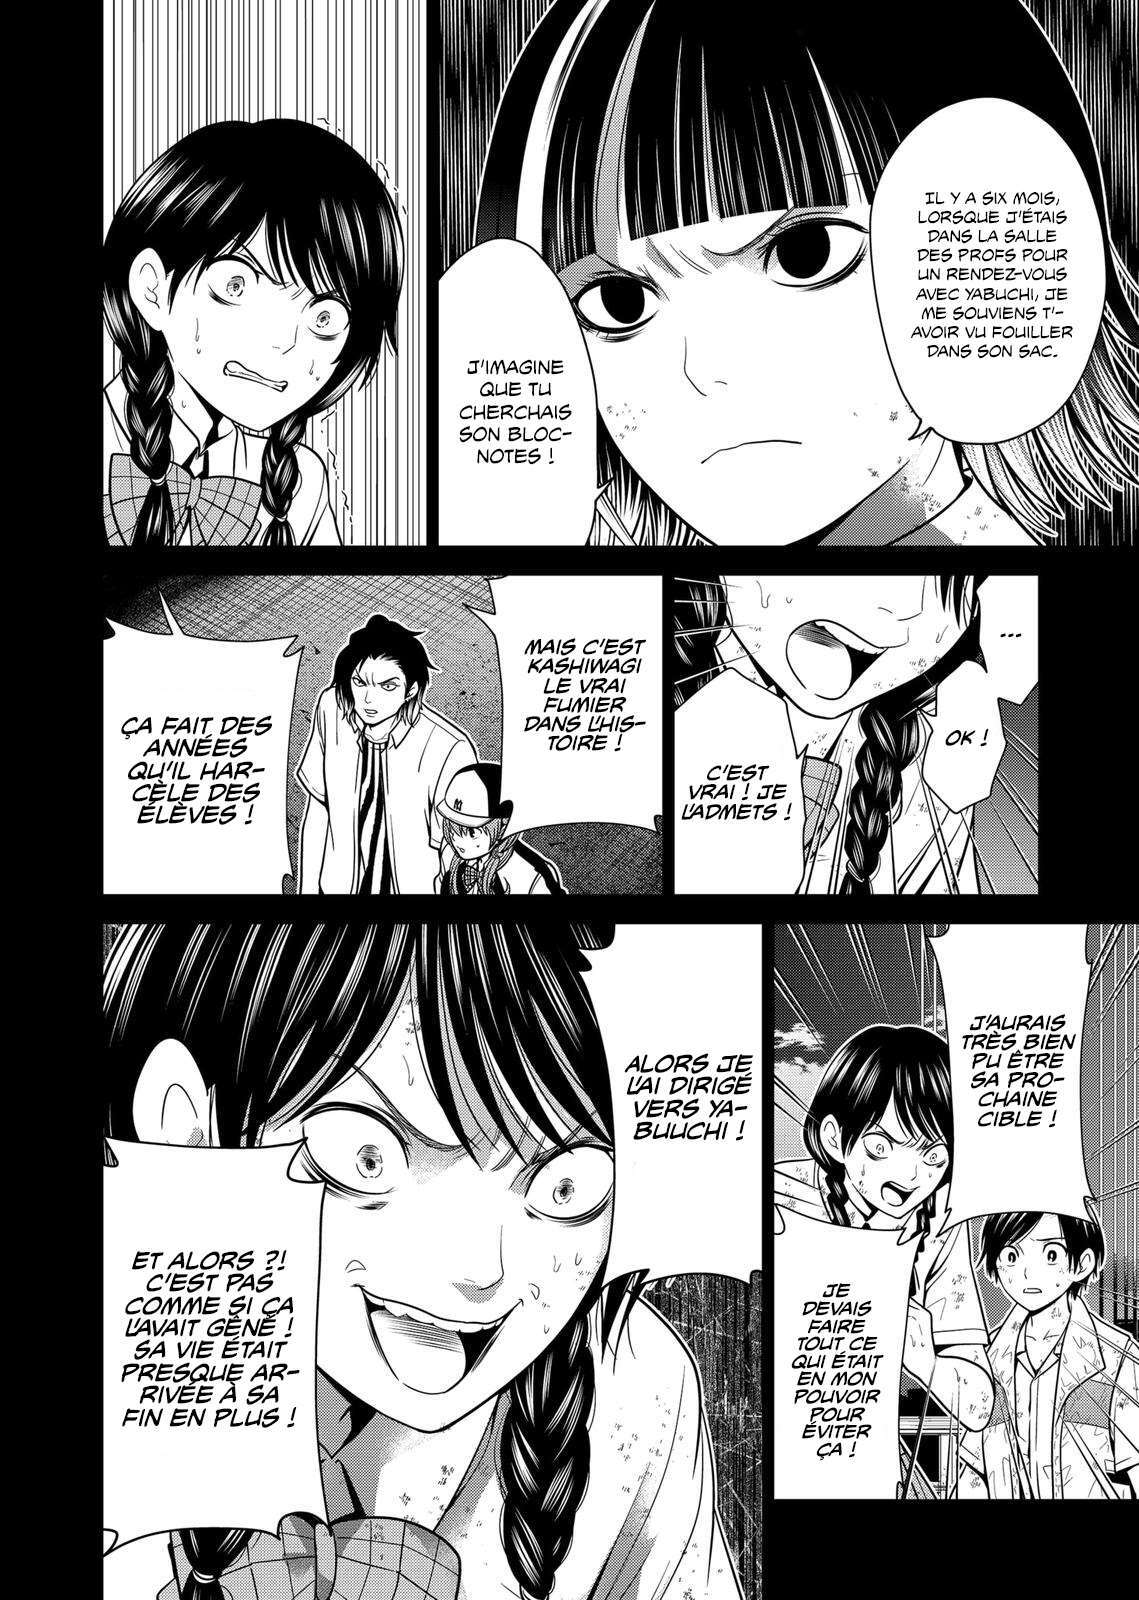 IL Y A SIX MOIS,
LORSQUE J'ÉTAIS
DANS LA SALLE
DES PROFS POUR
UN RENDEZ-VOUS
AVEC YABUCHI, JE
ME SOUVIENS T'-
AVOIR VU FOUILLER
DANS SON SAC.
J'IMAGINE
QUE TU
CHERCHAIS
SON BLOC-
NOTES !
...
OK !
C'EST
VRAI ! JE
L'ADMETS !
MAIS C'EST
KASHIWAGI
LE VRAI
FUMIER
DANS L'HIS-
TOIRE !
ÇA FAIT DES
ANNÉES
QU'IL HAR-
CÈLE DES
ÉLÈVES !
J'AURAIS
TRÈS BIEN
PU ÊTRE
SA PRO-
CHAINE
CIBLE !
JE
DEVAIS
FAIRE
TOUT CE
QUI ÉTAIT
EN MON
POUVOIR
POUR
ÉVITER
ÇA !
ALORS JE
L'AI DIRIGÉ
VERS YA-
BUUCHI !
ET ALORS ?!
C'EST PAS
COMME SI ÇA
L'AVAIT GÊNÉ !
SA VIE ÉTAIT
PRESQUE AR-
RIVÉE À SA
FIN EN PLUS !